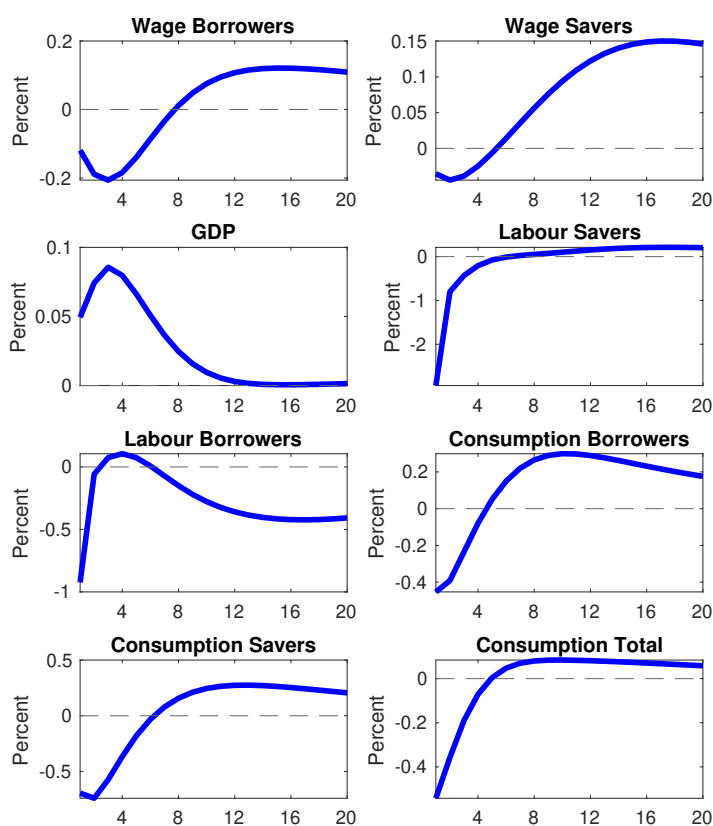 Wage Borrowers
Percent
0.2
0
-0.2
4 8 12 16 20
Wage Savers
Percent
0.15
0.1
0.05
0
4 8 12 16 20
GDP
Percent
0.1
0.05
0
4 8 12 16 20
Labour Savers
Percent
0
-1
-2
4 8 12 16 20
Labour Borrowers
Percent
0
-0.5
-1
4 8 12 16 20
Consumption Borrowers
Percent
0.2
0
-0.2
-0.4
4 8 12 16 20
Consumption Savers
Percent
0.5
0
-0.5
4 8 12 16 20
Consumption Total
Percent
0
-0.2
-0.4
4 8 12 16 20